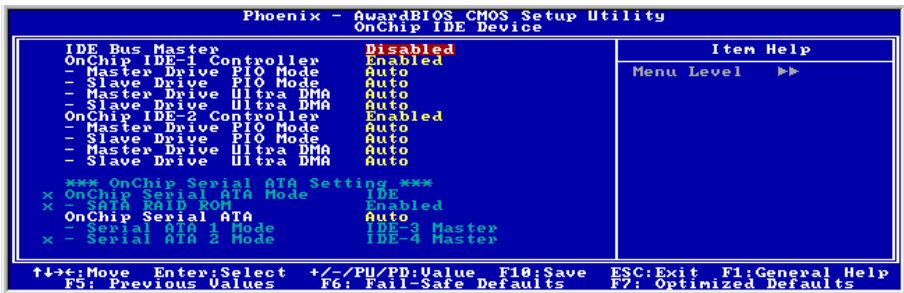 Phoenix - AwardBIOS CMOS Setup Utility
OnChip IDE Device
IDE Bus Master Disabled
OnChip IDE-1 Controller Enabled
- Master Drive PIO Mode Auto
- Slave Drive PIO Mode Auto
- Master Drive Ultra DMA Auto
- Slave Drive Ultra DMA Auto
OnChip IDE-2 Controller Enabled
- Master Drive PIO Mode Auto
- Slave Drive PIO Mode Auto
- Master Drive Ultra DMA Auto
- Slave Drive Ultra DMA Auto
*** OnChip Serial ATA Setting ***
x OnChip Serial ATA Mode IDE
x - SATA RAID ROM Enabled
OnChip Serial ATA Auto
- Serial ATA 1 Mode IDE-3 Master
x - Serial ATA 2 Mode IDE-4 Master
Item Help
Menu Level ►►
↑↓→←:Move Enter:Select +/-/PU/PD:Value F10:Save ESC:Exit F1:General Help
F5: Previous Values F6: Fail-Safe Defaults F7: Optimized Defaults